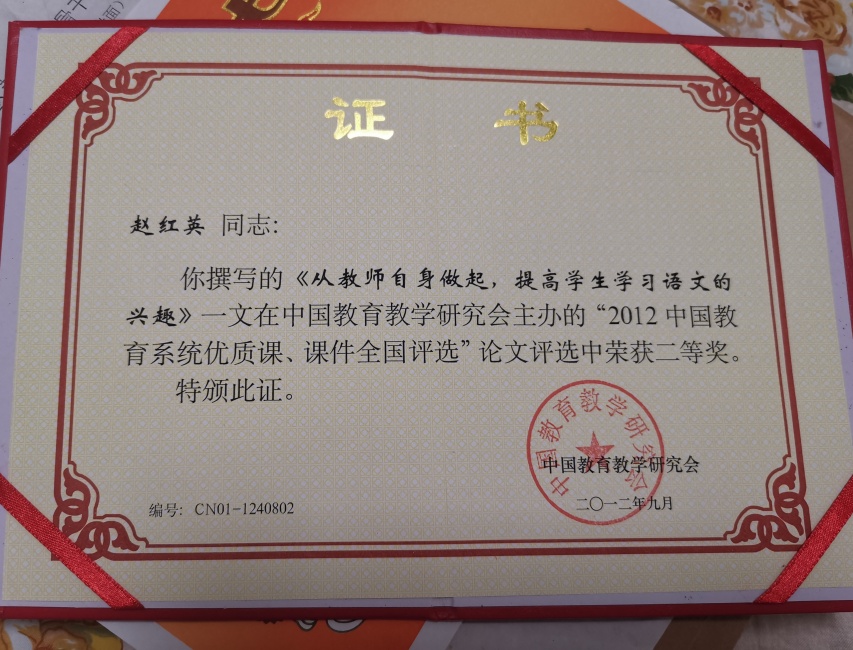 证 书
赵红英 同志:
你撰写的《从教师自身做起，提高学生学习语文的
兴趣》一文在中国教育教学研究会主办的“2012 中国教
育系统优质课、课件全国评选”论文评选中荣获二等奖。
特颁此证。
中国教育教学研究会
中国教育教学研究会
二〇一二年九月
编号: CN01-1240802